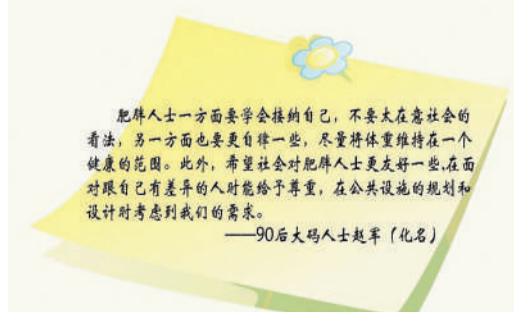 肥胖人士一方面要学会接纳自己，不要太在意社会的
看法，另一方面也要更自律一些，尽量将体重维持在一个
健康的范围。此外，希望社会对肥胖人士更友好一些，在面
对跟自己有差异的人时能给予尊重，在公共设施的规划和
设计时考虑到我们的需求。
——90后大码人士赵军（化名）